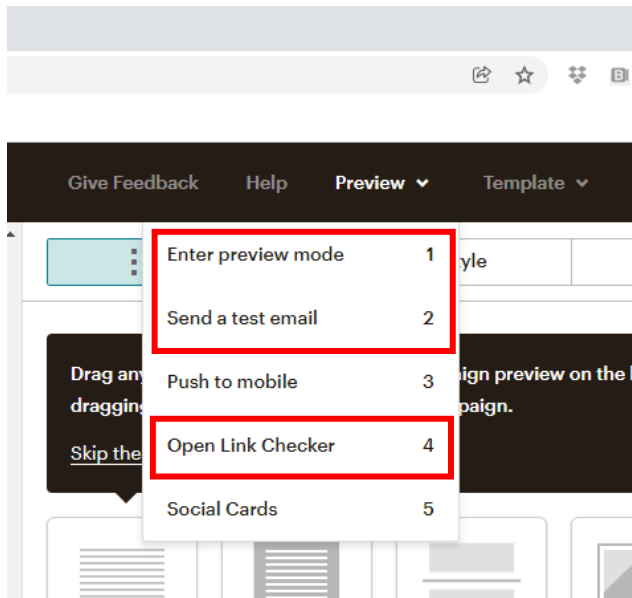 Give Feedback Help Preview Template
Enter preview mode 1
yle
Send a test email 2
Push to mobile 3
Open Link Checker 4
Social Cards 5
Drag any
ign preview on the
dragging
paign.
Skip the